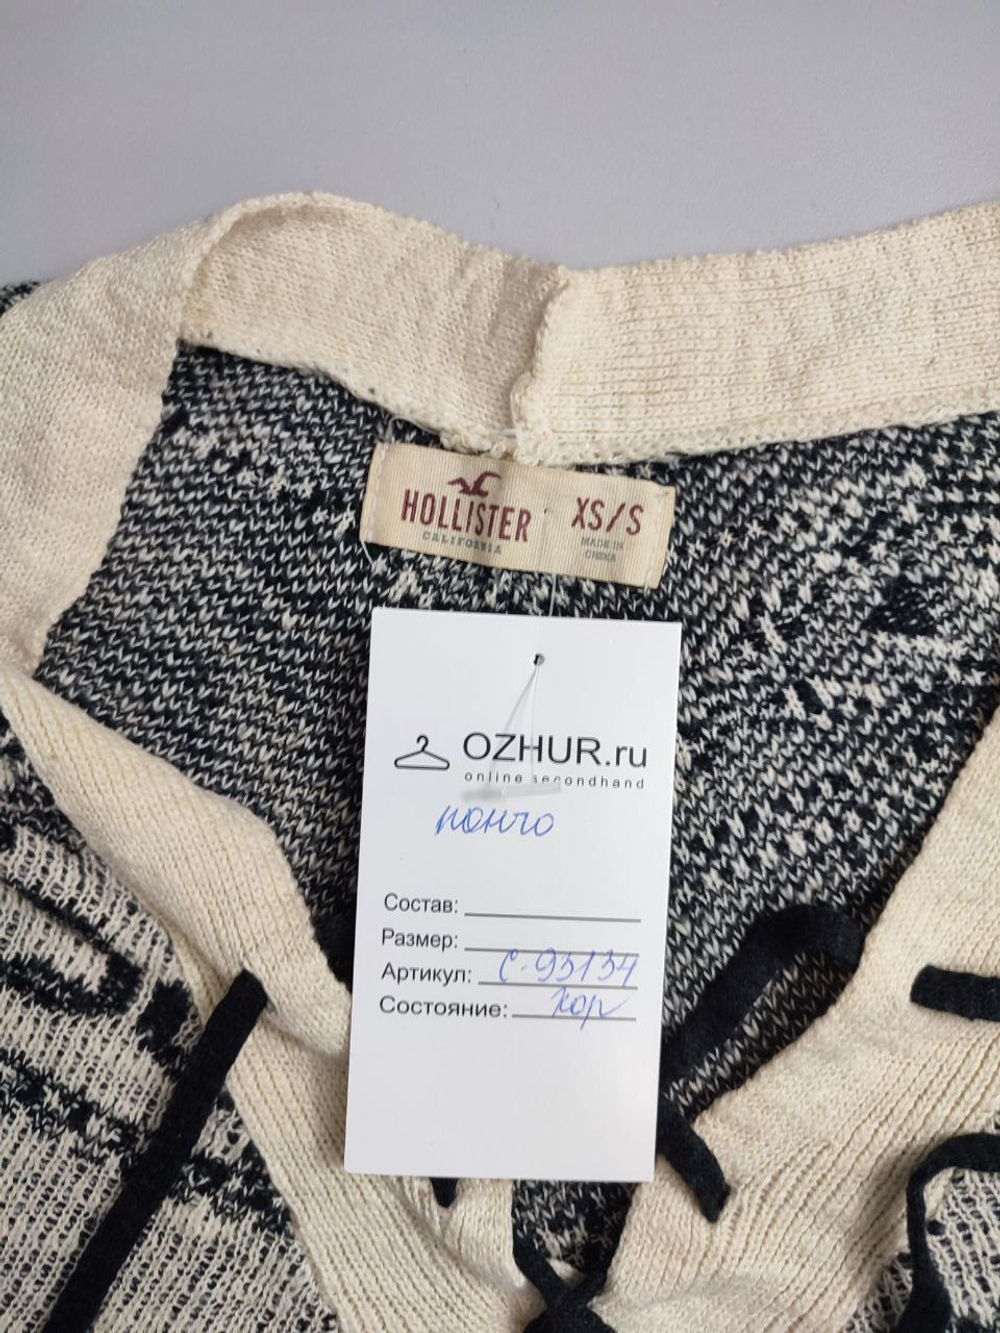 HOLLISTER
CALIFORNIA
XS/S
MADE IN
CHINA
OZHUR.ru
online secondhand
пончо
Состав:
Размер:
Артикул: С-93134
Состояние: хор